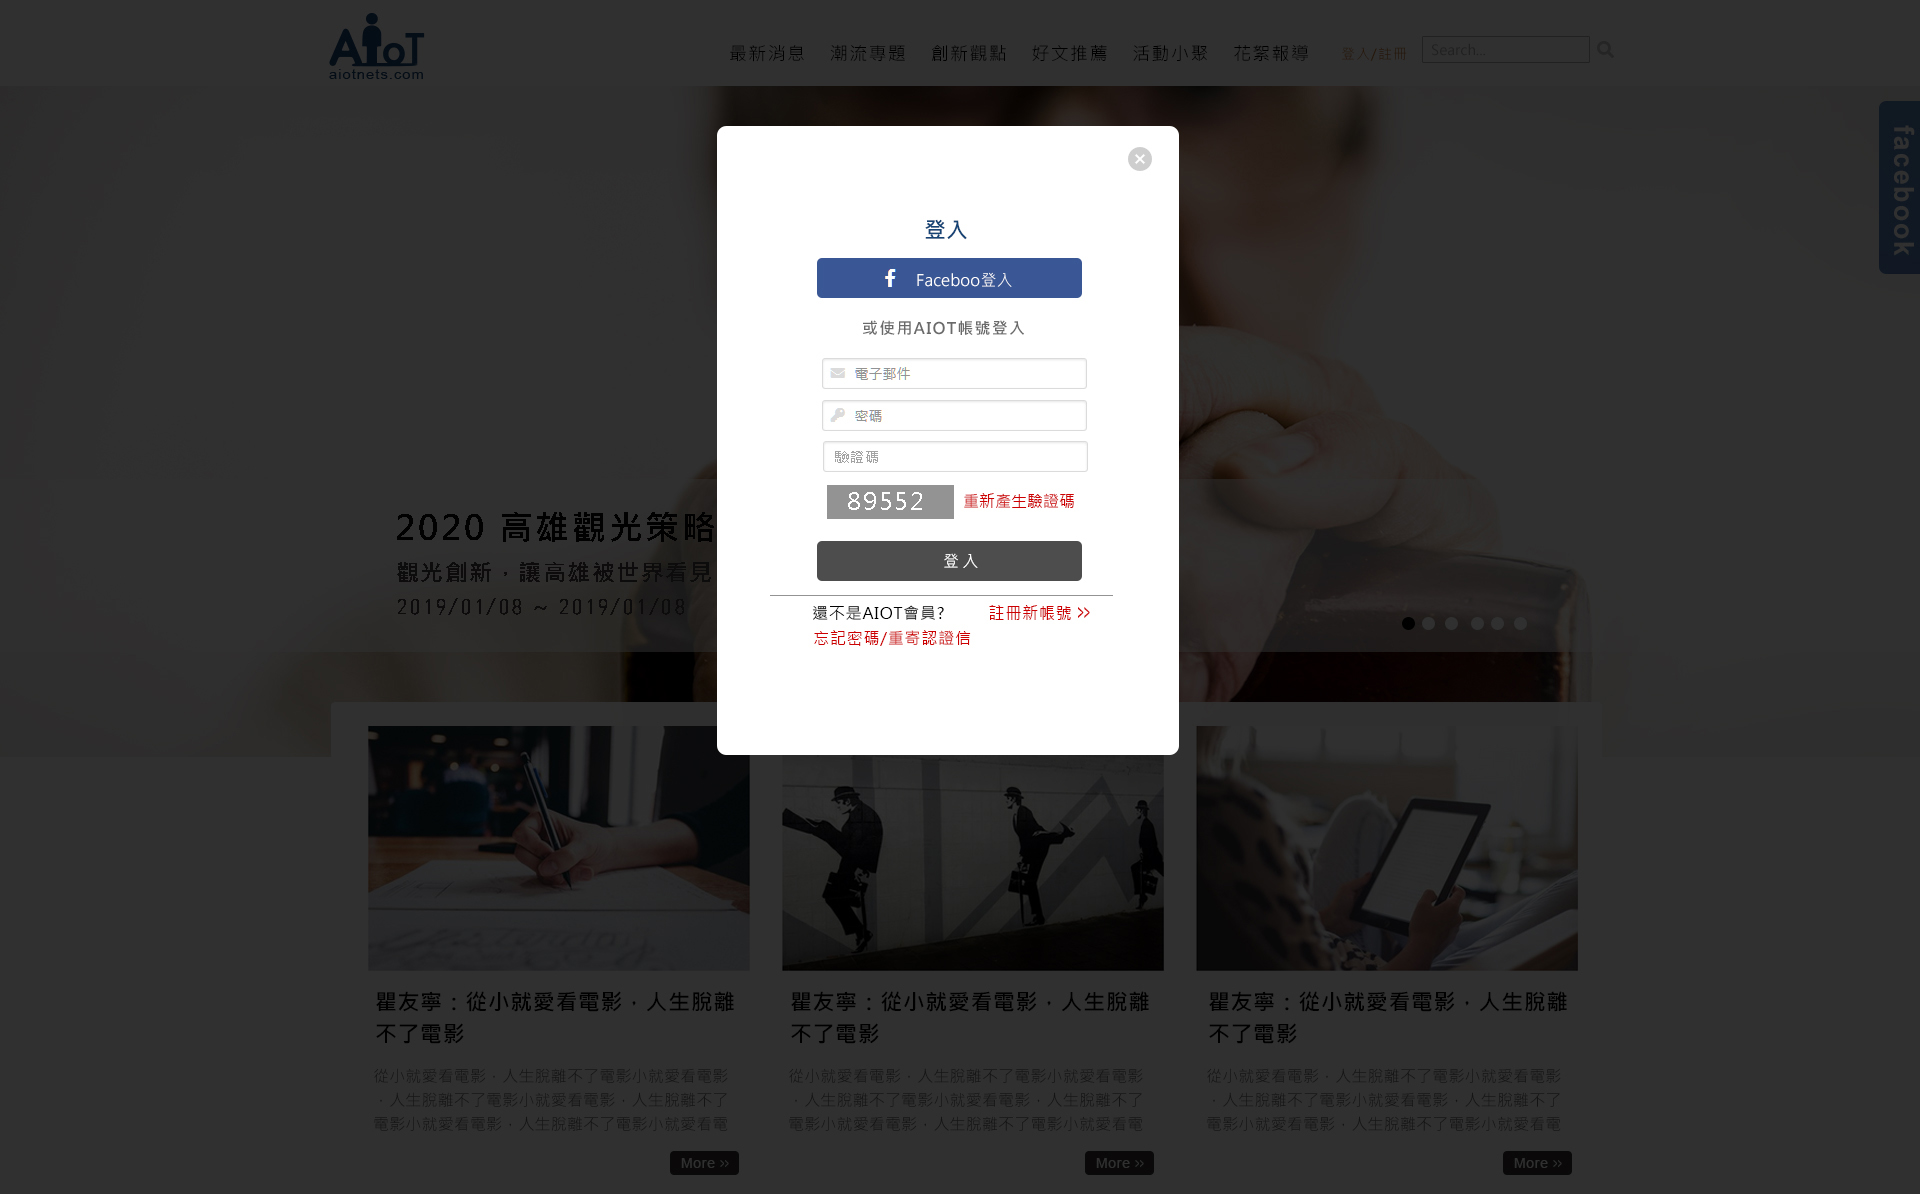 AIOT
aiotnets.com
最新消息 潮流專題 創新觀點 好文推薦 活動小聚 花絮報導 登入/註冊 Search...
facebook
登入
Faceboo登入
或使用AIOT帳號登入
電子郵件
密碼
驗證碼
89552 重新產生驗證碼
登入
還不是AIOT會員? 註冊新帳號 >>
忘記密碼/重寄認證信
2020 高雄觀光策略
觀光創新，讓高雄被世界看見
2019/01/08 ~ 2020/01/08
瞿友寧：從小就愛看電影，人生脫離
不了電影
從小就愛看電影，人生脫離不了電影小就愛看電影
，人生脫離不了電影小就愛看電影，人生脫離不了
電影小就愛看電影，人生脫離不了電影小就愛看電
More >>
瞿友寧：從小就愛看電影，人生脫離
不了電影
從小就愛看電影，人生脫離不了電影小就愛看電影
，人生脫離不了電影小就愛看電影，人生脫離不了
電影小就愛看電影，人生脫離不了電影小就愛看電
More >>
瞿友寧：從小就愛看電影，人生脫離
不了電影
從小就愛看電影，人生脫離不了電影小就愛看電影
，人生脫離不了電影小就愛看電影，人生脫離不了
電影小就愛看電影，人生脫離不了電影小就愛看電
More >>